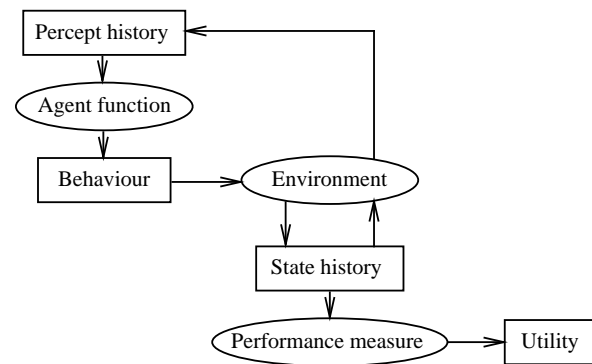 Percept history
Agent function
Behaviour
Environment
State history
Performance measure
Utility